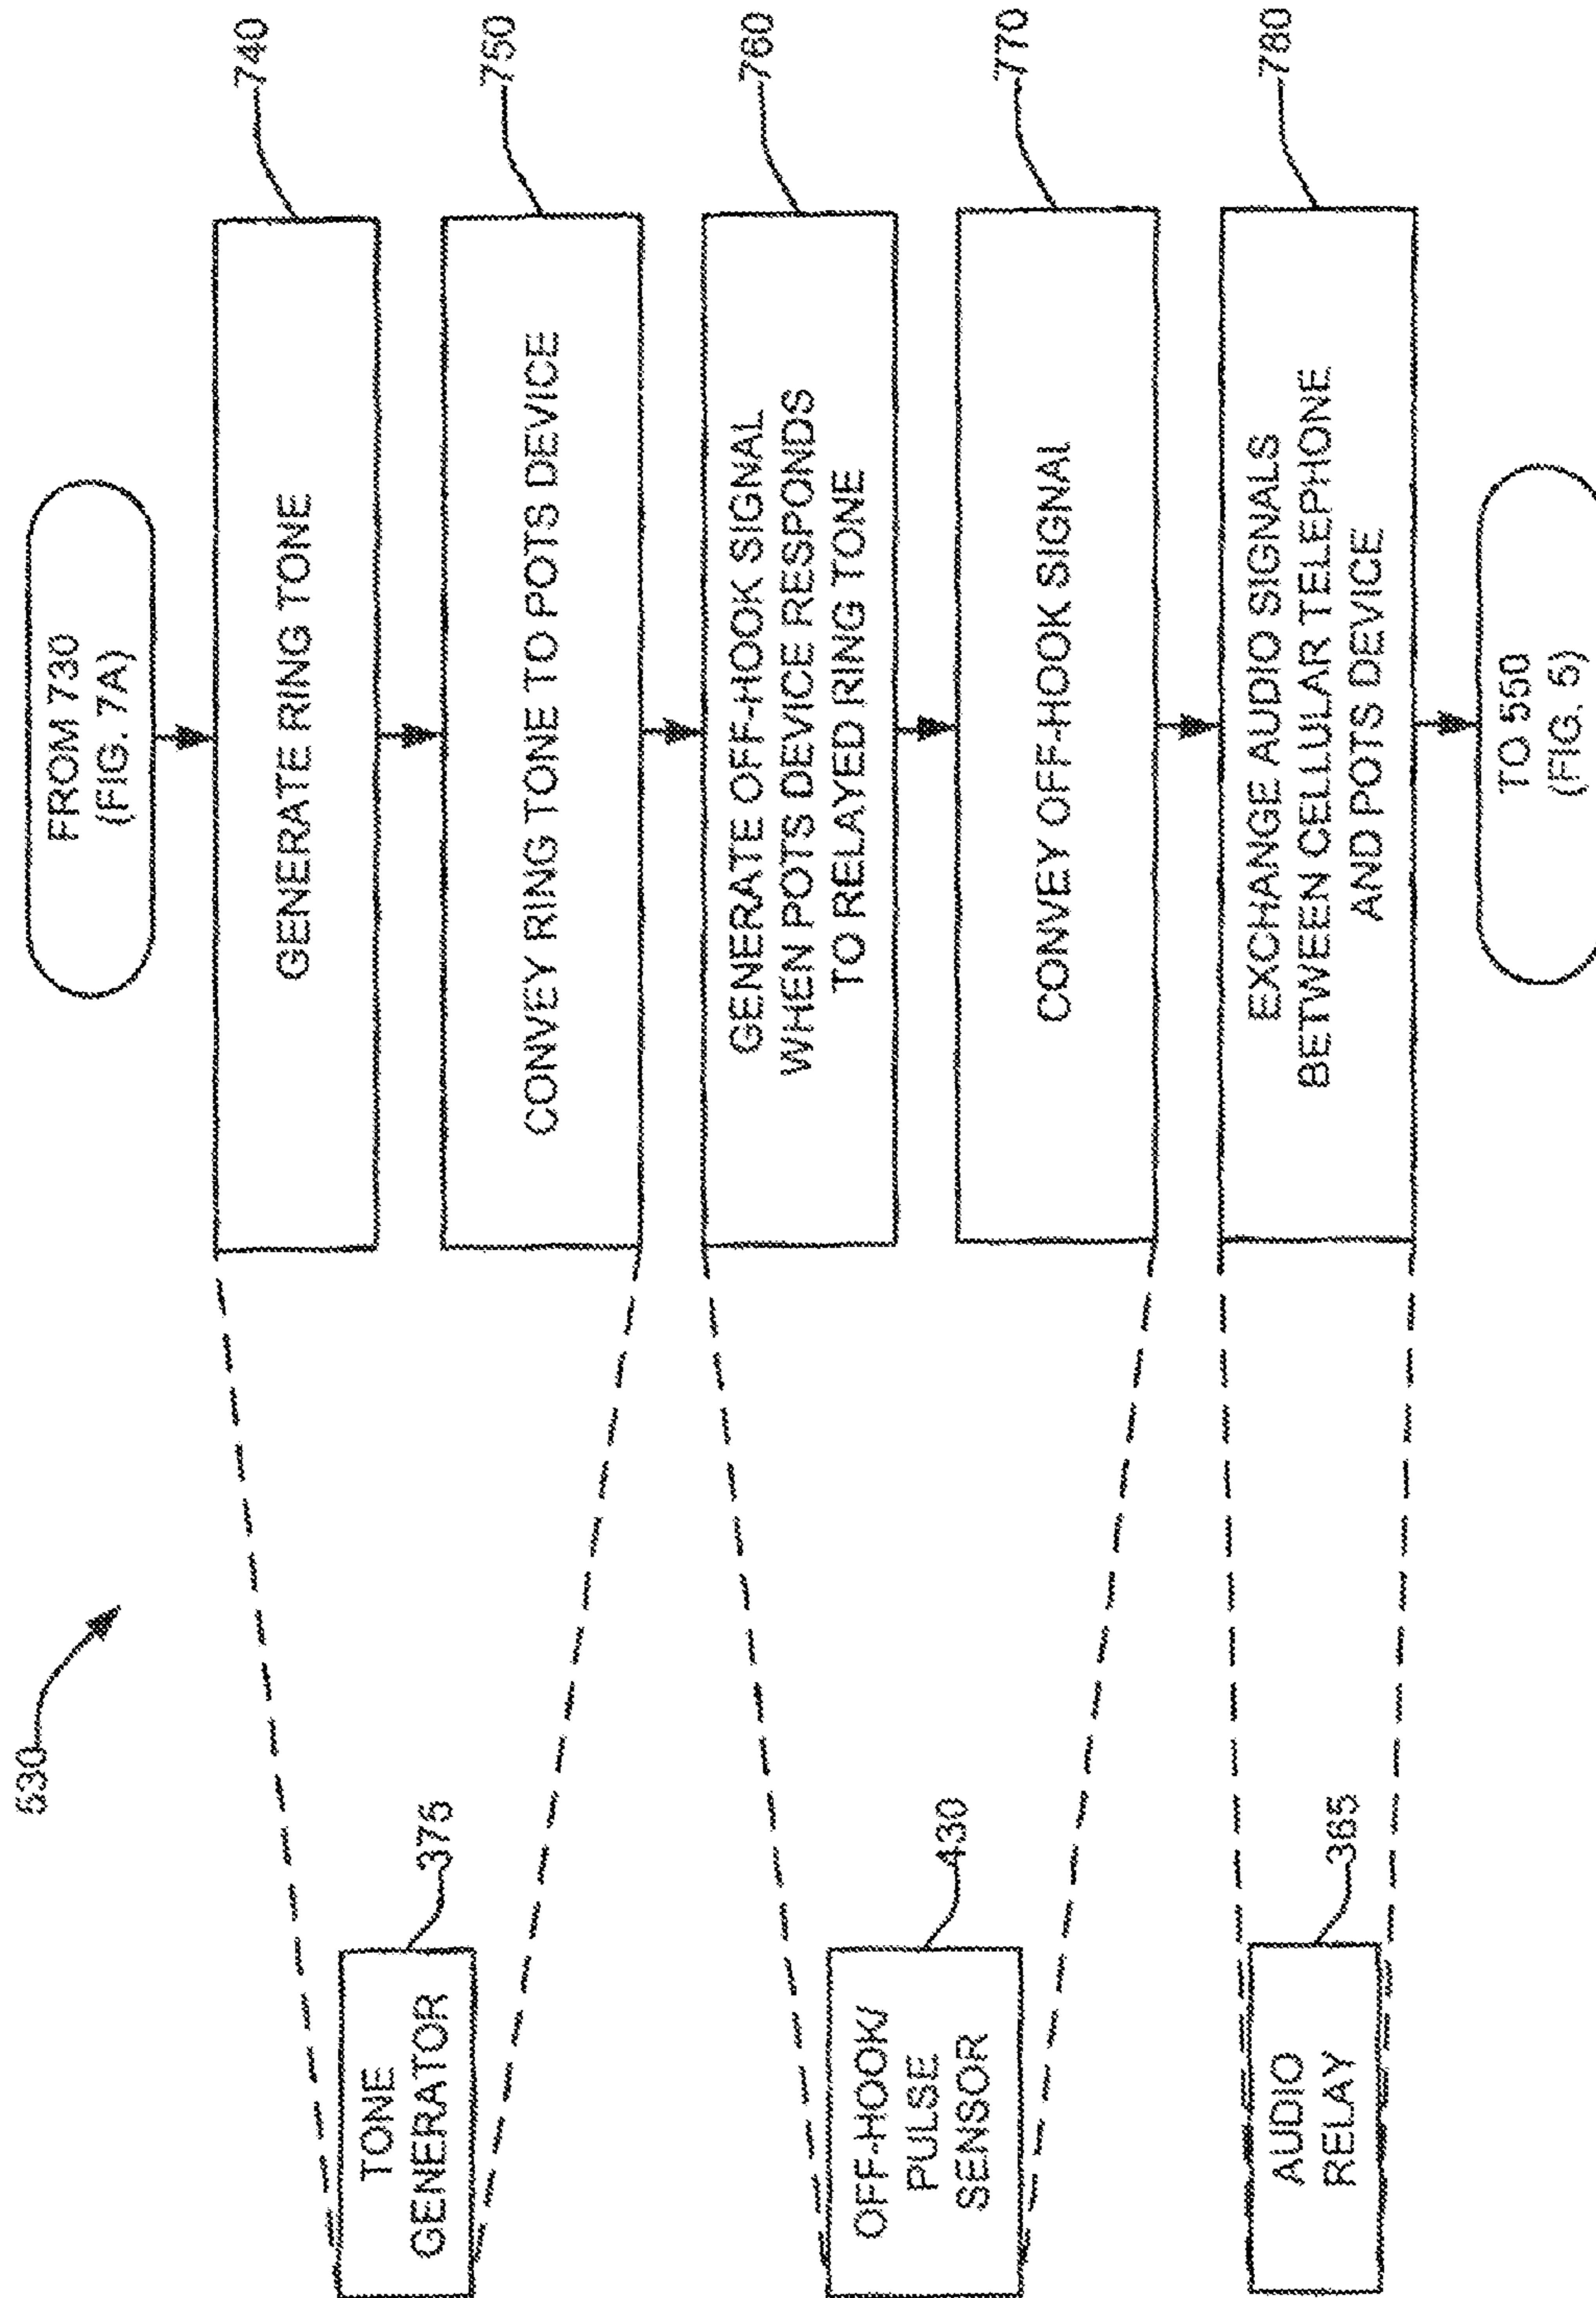 530
FROM 730
(FIG. 7A)
GENERATE RING TONE
740
CONVEY RING TONE TO POTS DEVICE
750
TONE
GENERATOR
375
GENERATE OFF-HOOK SIGNAL
WHEN POTS DEVICE RESPONDS
TO RELAYED RING TONE
760
CONVEY OFF-HOOK SIGNAL
770
OFF-HOOK/
PULSE
SENSOR
430
EXCHANGE AUDIO SIGNALS
BETWEEN CELLULAR TELEPHONE
AND POTS DEVICE
780
AUDIO
RELAY
365
TO 550
(FIG. 5)